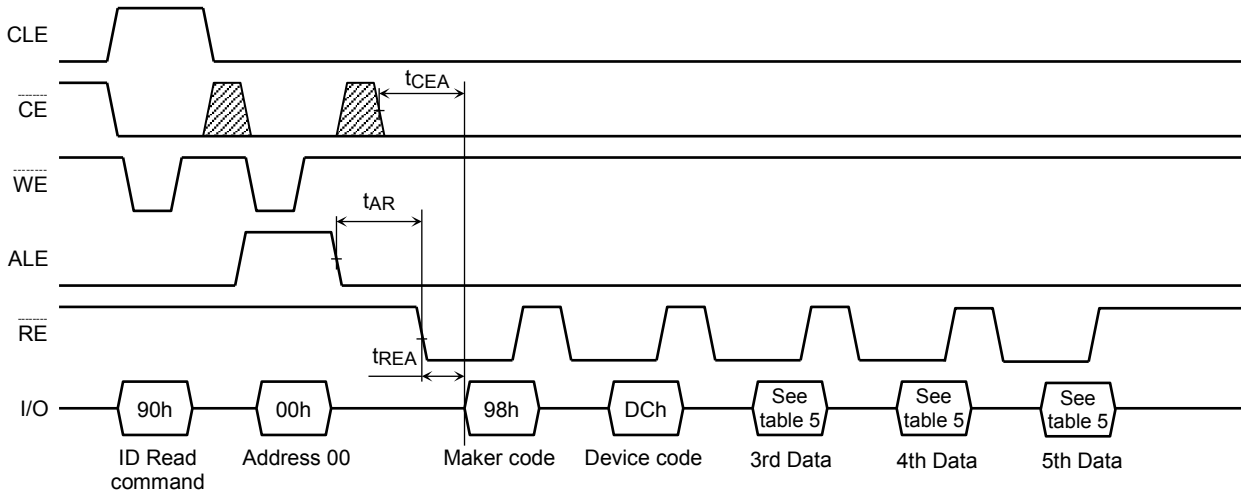 CLE
tCEA
CE
WE
tAR
ALE
RE
tREA
I/O
90h
00h
98h
DCh
See
table 5
See
table 5
See
table 5
ID Read
command
Address 00
Maker code
Device code
3rd Data
4th Data
5th Data